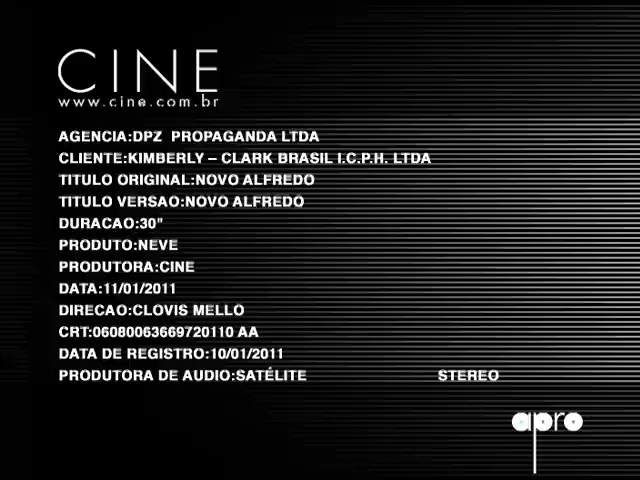 CINE
www.cine.com.br
AGENCIA:DPZ PROPAGANDA LTDA
CLIENTE:KIMBERLY – CLARK BRASIL I.C.P.H. LTDA
TITULO ORIGINAL:NOVO ALFREDO
TITULO VERSAO:NOVO ALFREDO
DURACAO:30"
PRODUTO:NEVE
PRODUTORA:CINE
DATA:11/01/2011
DIRECAO:CLOVIS MELLO
CRT:06080063669720110 AA
DATA DE REGISTRO:10/01/2011
PRODUTORA DE AUDIO:SATÉLITE STEREO
apro